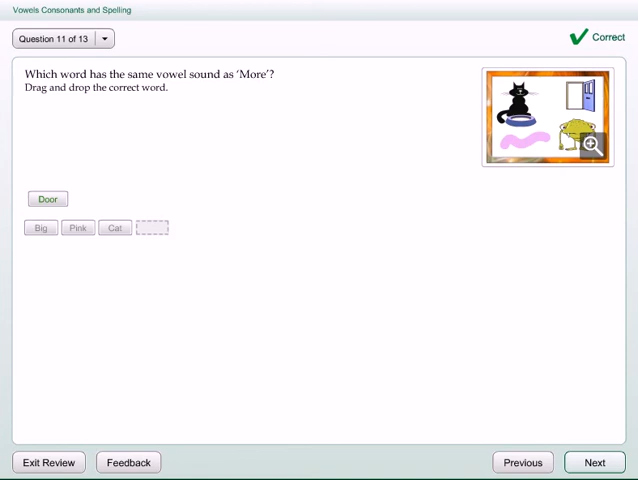 Vowels Consonants and Spelling
Question 11 of 13
Correct
Which word has the same vowel sound as ‘More’?
Drag and drop the correct word.
Door
Big Pink Cat
Exit Review Feedback Previous Next